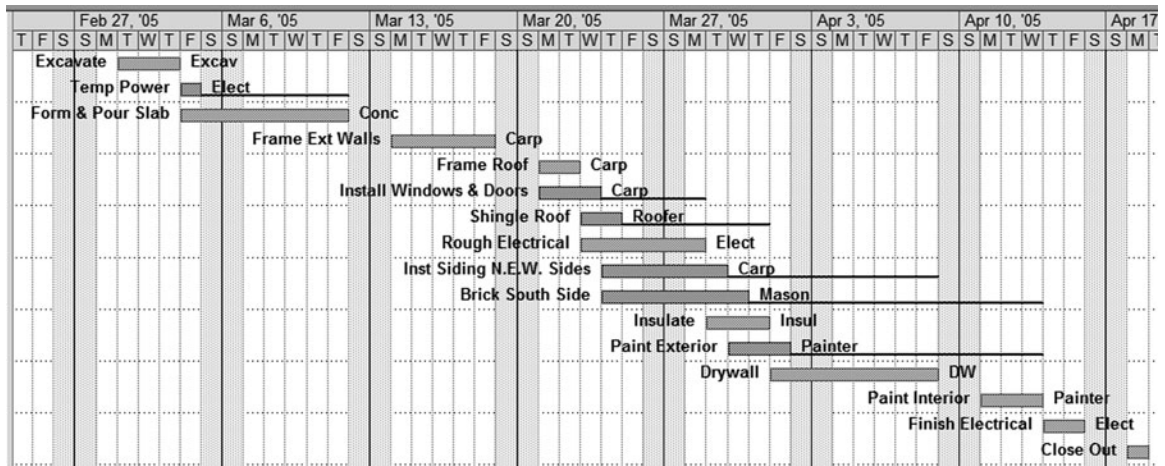 Feb 27, '05 Mar 6, '05 Mar 13, '05 Mar 20, '05 Mar 27, '05 Apr 3, '05 Apr 10, '05 Apr 17
T F S S M T W T F S S M T W T F S S M T W T F S S M T W T F S S M T W T F S S M T W T F S S M T W T F S S M T
Excavate Excav
Temp Power Elect
Form & Pour Slab Conc
Frame Ext Walls Carp
Frame Roof Carp
Install Windows & Doors Carp
Shingle Roof Roofer
Rough Electrical Elect
Inst Siding N.E.W. Sides Carp
Brick South Side Mason
Insulate Insul
Paint Exterior Painter
Drywall DW
Paint Interior Painter
Finish Electrical Elect
Close Out